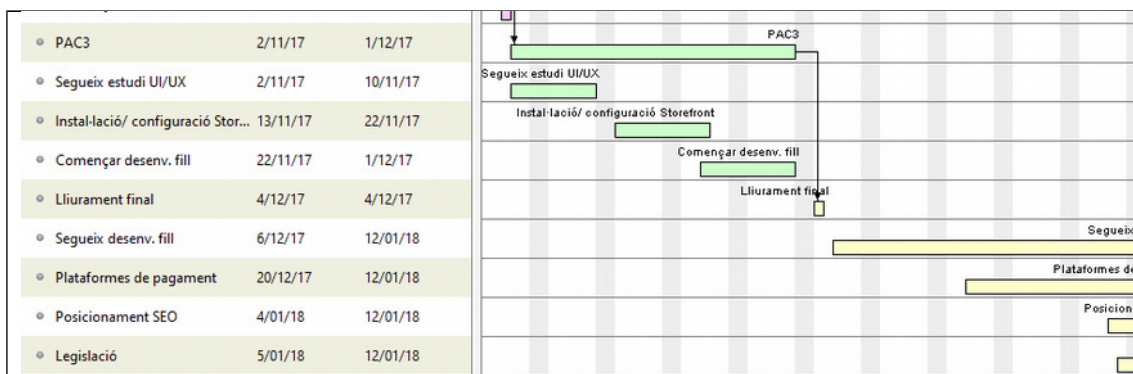 PAC3 2/11/17 1/12/17 PAC3
Segueix estudi UI/UX 2/11/17 10/11/17 Segueix estudi UI/UX
Instal·lació/ configuració Stor... 13/11/17 22/11/17 Instal·lació/ configuració Storefront
Començar desenv. fill 22/11/17 1/12/17 Començar desenv. fill
Lliurament final 4/12/17 4/12/17 Lliurament final
Segueix desenv. fill 6/12/17 12/01/18 Segueix
Plataformes de pagament 20/12/17 12/01/18 Plataformes de
Posicionament SEO 4/01/18 12/01/18 Posicion
Legislació 5/01/18 12/01/18